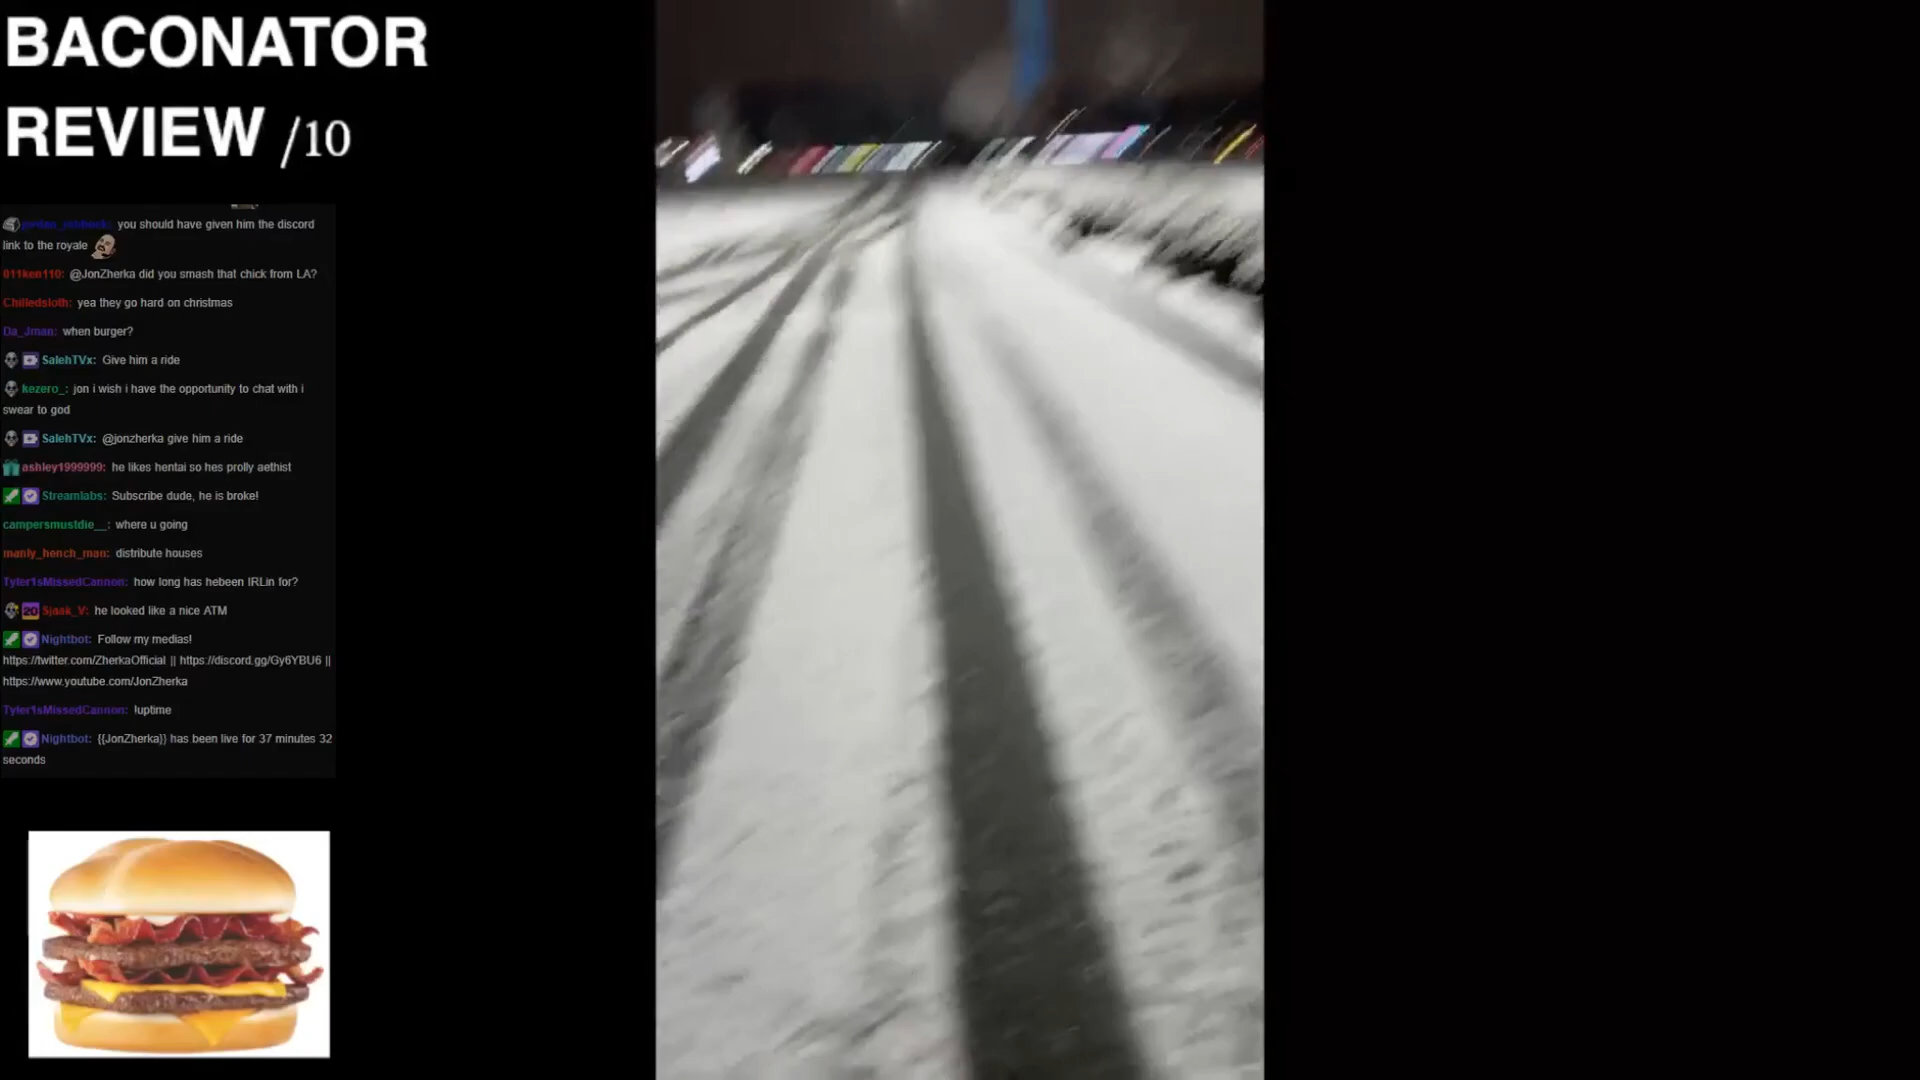 BACONATOR
REVIEW /10
you should have given him the discord
link to the royale
011ken110: @JonZherka did you smash that chick from LA?
Chilledsloth: yea they go hard on christmas
Da_Jman: when burger?
SalehTVx: Give him a ride
kezero_: jon i wish i have the opportunity to chat with i
swear to god
SalehTVx: @jonzherka give him a ride
ashley1999999: he likes hentai so hes prolly aethist
Streamlabs: Subscribe dude, he is broke!
campersmustdie__: where u going
manly_hench_man: distribute houses
Tyler1sMissedCannon: how long has hebeen IRLin for?
20 Sjaak_V: he looked like a nice ATM
Nightbot: Follow my medias!
https://twitter.com/ZherkaOfficial || https://discord.gg/Gy6YBU6 ||
https://www.youtube.com/JonZherka
Tyler1sMissedCannon: !uptime
Nightbot: {{JonZherka}} has been live for 37 minutes 32
seconds